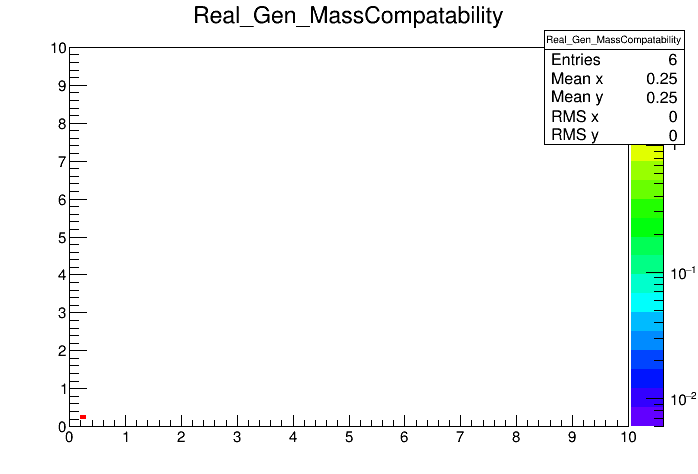 Real_Gen_MassCompatability
Real_Gen_MassCompatability
Entries 6
Mean x 0.25
Mean y 0.25
RMS x 0
RMS y 0
10
9
8
7
6
5
4
3
2
1
0
0 1 2 3 4 5 6 7 8 9 10
10⁻¹
10⁻²